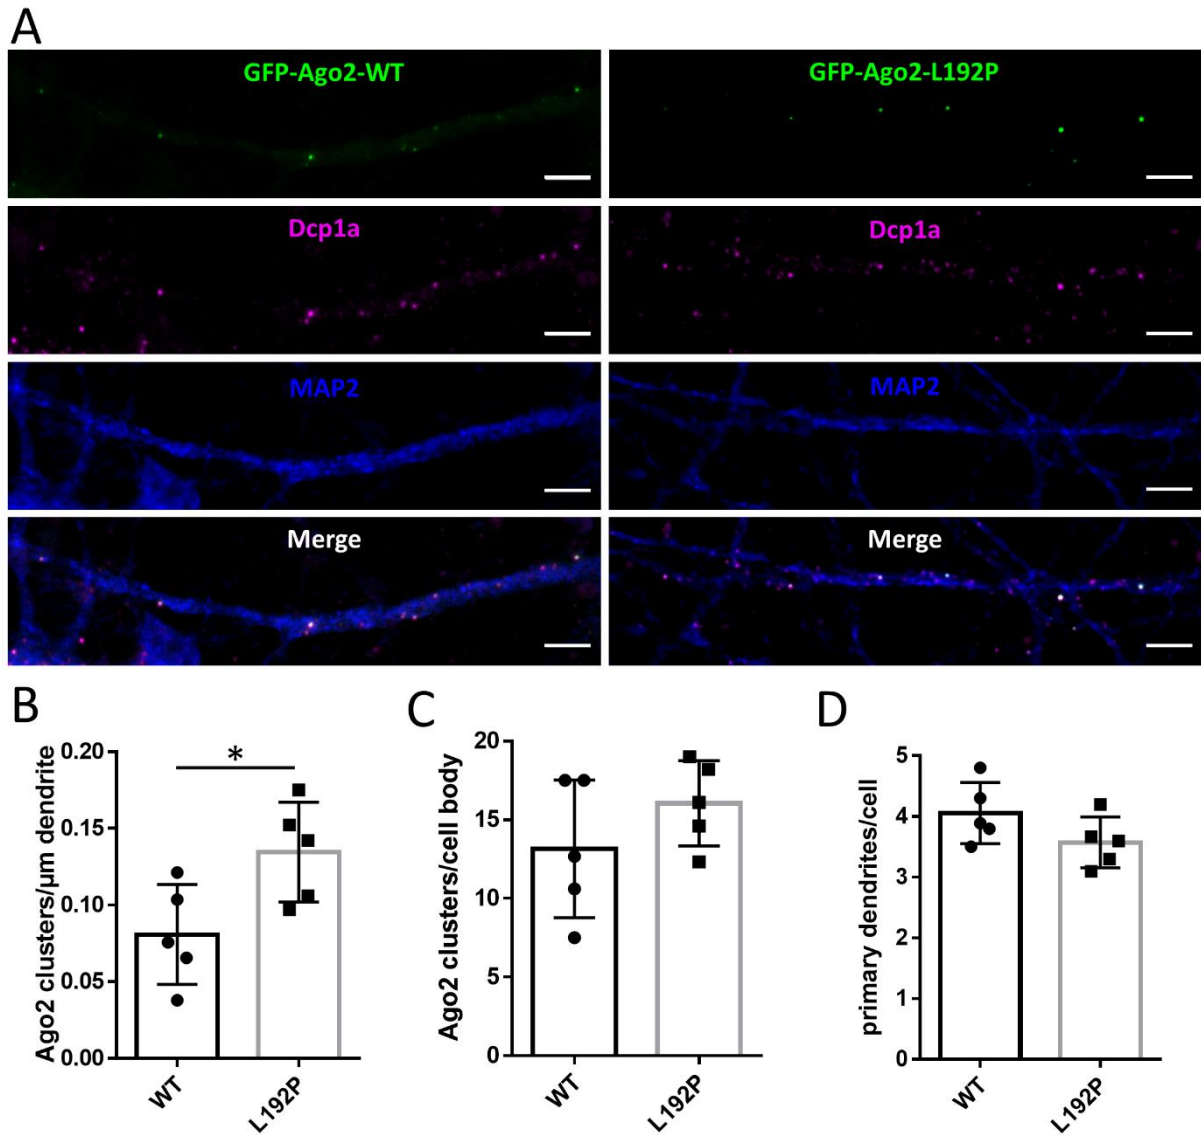 A
GFP-Ago2-WT
GFP-Ago2-L192P
Dcp1a
Dcp1a
MAP2
MAP2
Merge
Merge
B
Ago2 clusters/µm dendrite
0.20
0.15
0.10
0.05
0.00
*
WT
L192P
C
Ago2 clusters/cell body
20
15
10
5
0
WT
L192P
D
primary dendrites/cell
5
4
3
2
1
0
WT
L192P